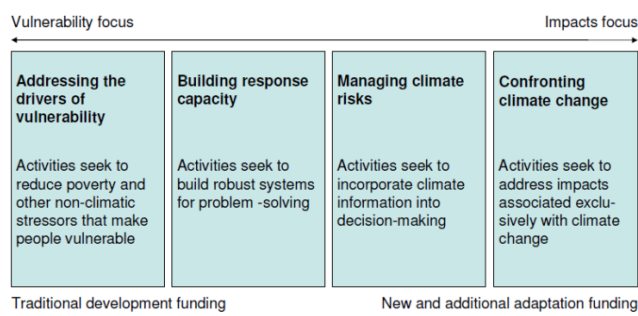 Vulnerability focus
Impacts focus
Addressing the
drivers of
vulnerability
Activities seek to
reduce poverty and
other non-climatic
stressors that make
people vulnerable
Building response
capacity
Activities seek to
build robust systems
for problem -solving
Managing climate
risks
Activities seek to
incorporate climate
information into
decision-making
Confronting
climate change
Activities seek to
address impacts
associated exclu-
sively with climate
change
Traditional development funding
New and additional adaptation funding